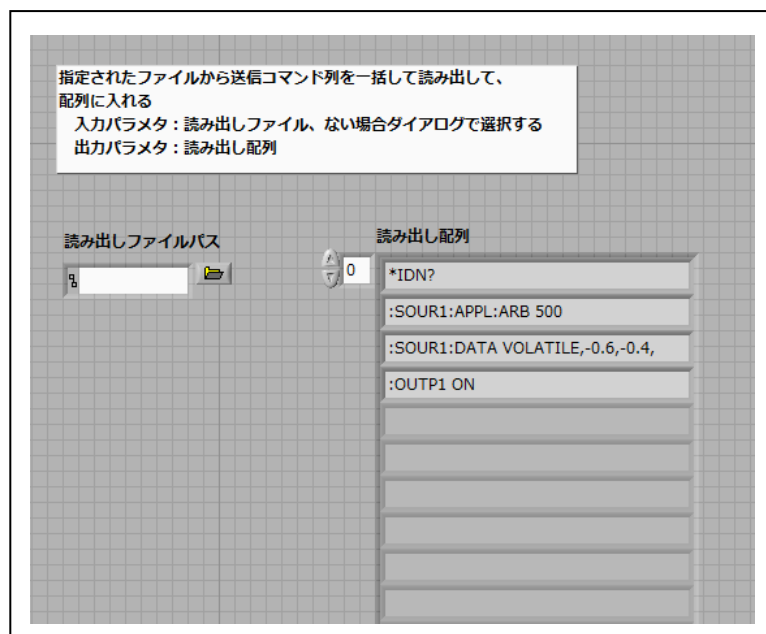 指定されたファイルから送信コマンド列を一括して読み出して、
配列に入れる
入力パラメタ：読み出しファイル、ない場合ダイアログで選択する
出力パラメタ：読み出し配列
読み出しファイルパス
読み出し配列
0
*IDN?
:SOUR1:APPL:ARB 500
:SOUR1:DATA VOLATILE,-0.6,-0.4,
:OUTP1 ON